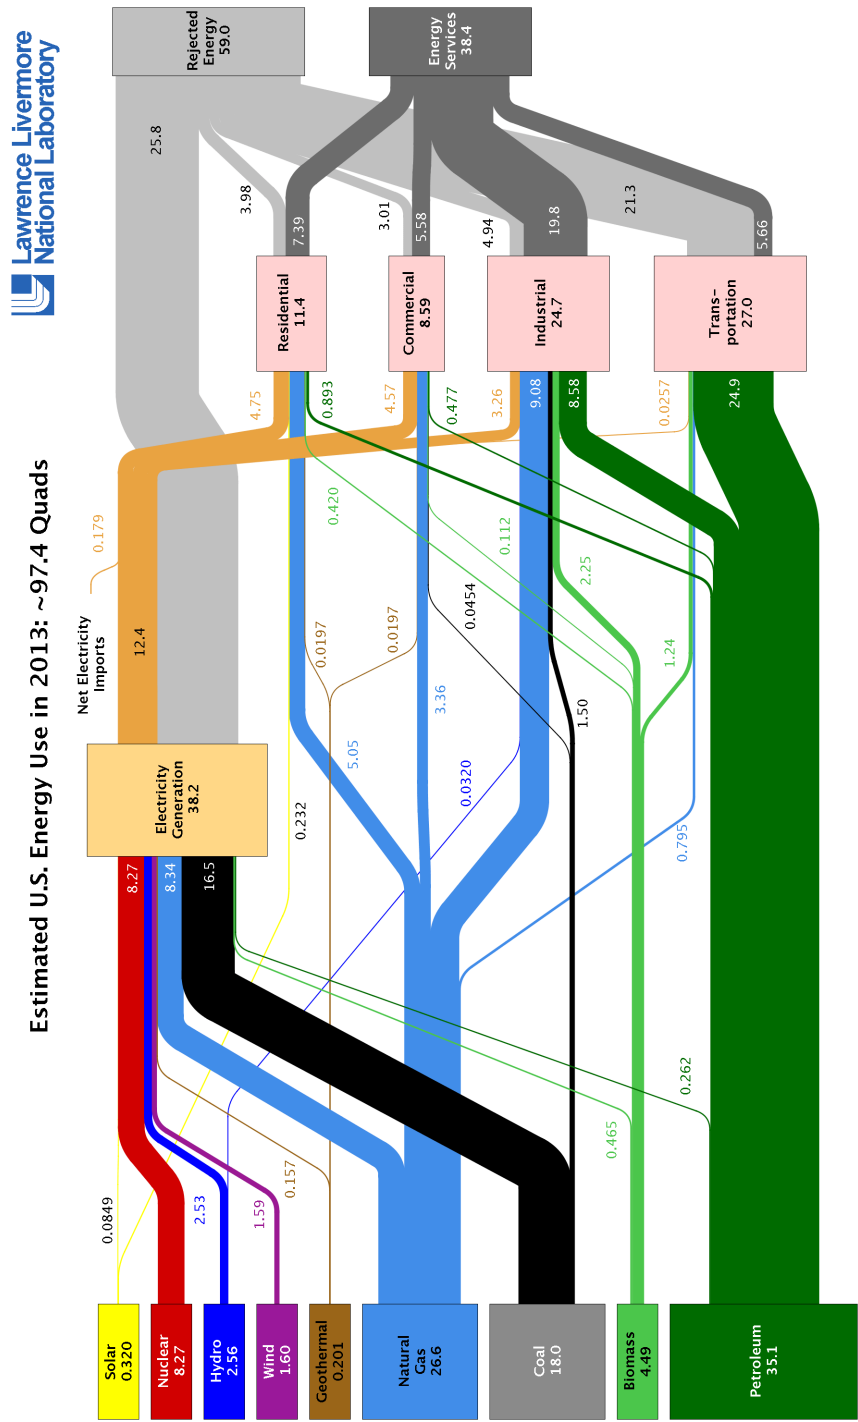 Estimated U.S. Energy Use in 2013: ~97.4 Quads
Lawrence Livermore
National Laboratory
Net Electricity
Imports
0.179
Solar
0.320
0.0849
Nuclear
8.27
8.27
Hydro
2.56
2.53
Wind
1.60
1.59
Geothermal
0.201
0.157
Natural
Gas
26.6
8.34
Coal
18.0
16.5
Biomass
4.49
0.465
Petroleum
35.1
0.262
Electricity
Generation
38.2
12.4
25.8
0.232
0.0320
5.05
3.36
0.795
0.0197
0.0197
0.0454
1.50
0.420
0.112
2.25
1.24
4.75
0.893
4.57
0.477
3.26
9.08
8.58
0.0257
24.9
Residential
11.4
Commercial
8.59
Industrial
24.7
Trans-
portation
27.0
3.98
7.39
3.01
5.58
4.94
19.8
21.3
5.66
Rejected
Energy
59.0
Energy
Services
38.4